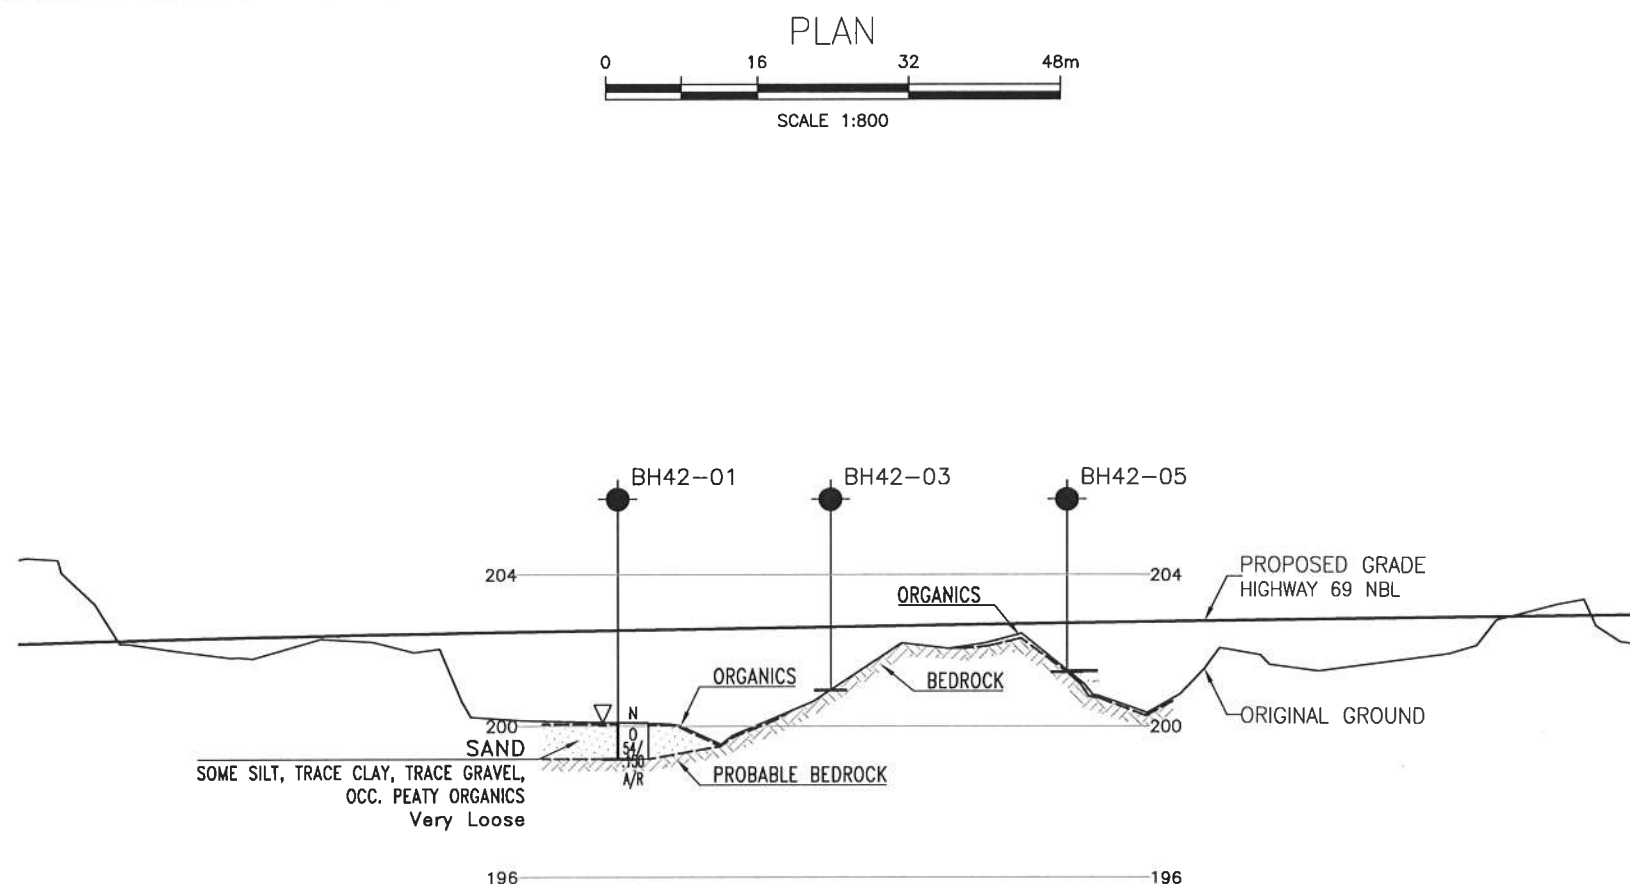 PLAN
0 16 32 48m
SCALE 1:800
BH42-01 BH42-03 BH42-05
204 204
PROPOSED GRADE
HIGHWAY 69 NBL
ORGANICS
ORGANICS
BEDROCK
N
200 0 200
ORIGINAL GROUND
SAND 54/
.150
SOME SILT, TRACE CLAY, TRACE GRAVEL,
A/R PROBABLE BEDROCK
OCC. PEATY ORGANICS
Very Loose
196 196